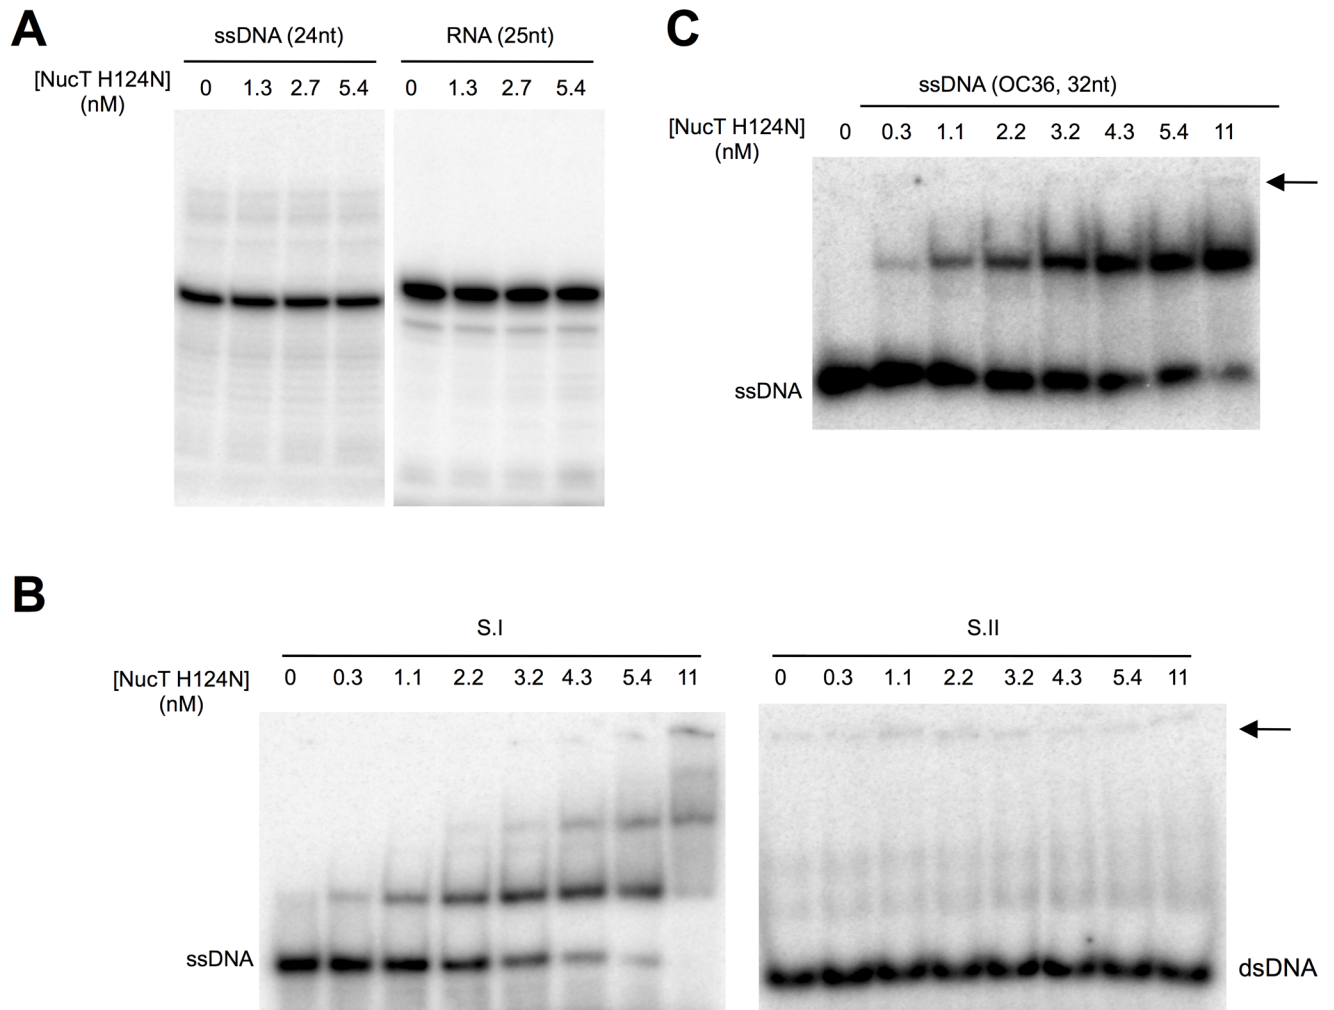 A
ssDNA (24nt) RNA (25nt)
[NucT H124N] 0 1.3 2.7 5.4 0 1.3 2.7 5.4
(nM)
C
ssDNA (OC36, 32nt)
[NucT H124N] 0 0.3 1.1 2.2 3.2 4.3 5.4 11
(nM)
ssDNA
B
S.I S.II
[NucT H124N] 0 0.3 1.1 2.2 3.2 4.3 5.4 11 0 0.3 1.1 2.2 3.2 4.3 5.4 11
(nM)
ssDNA dsDNA